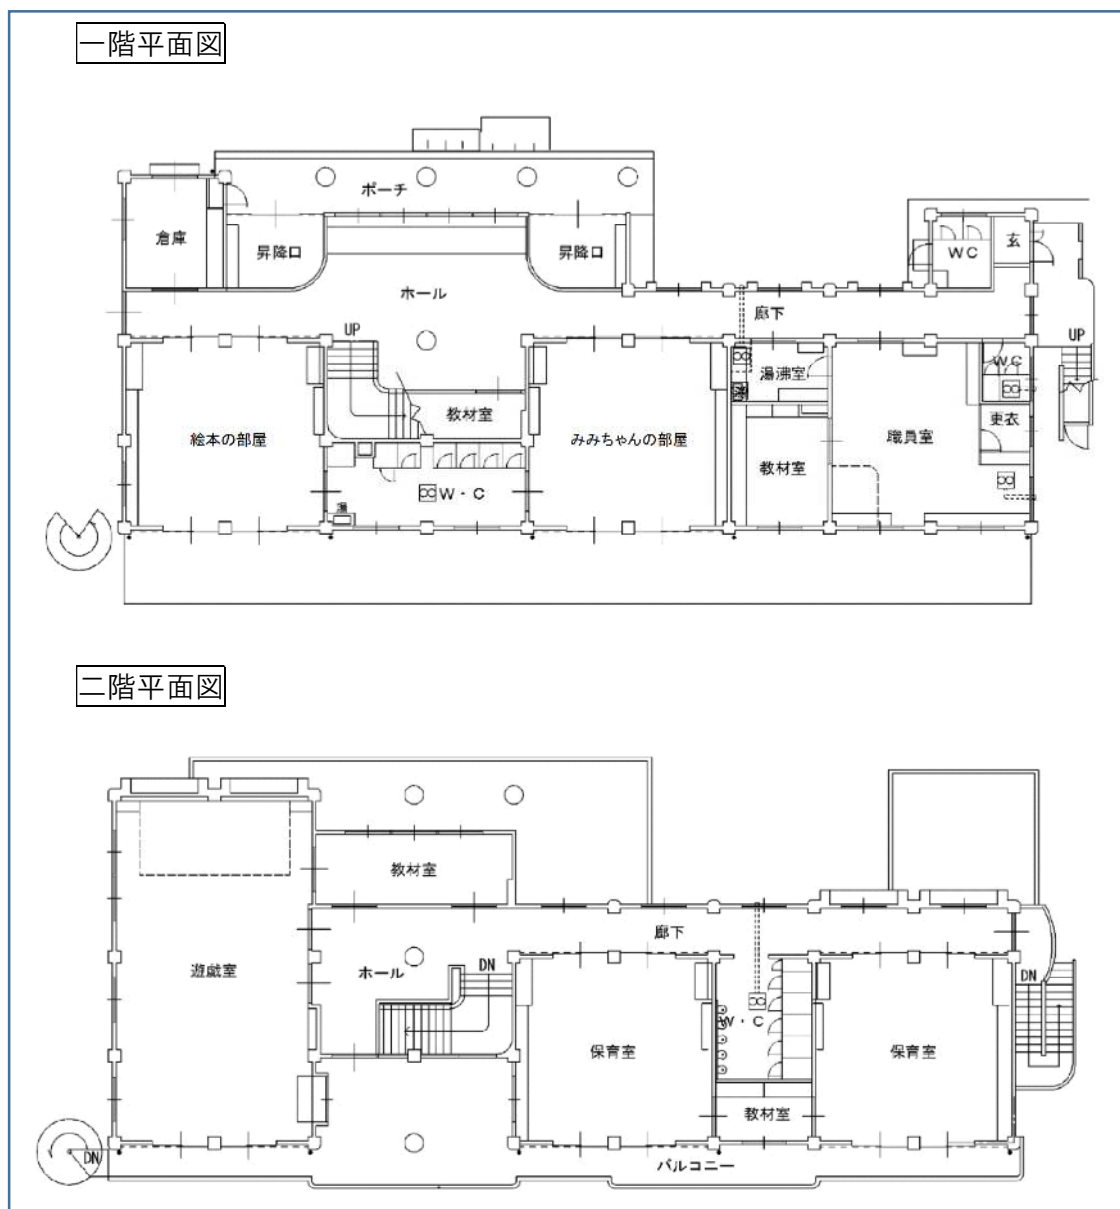 一階平面図
ポーチ
倉庫
昇降口
昇降口
WC
玄
ホール
廊下
UP
UP
湯沸室
WC
教材室
更衣
絵本の部屋
みみちゃんの部屋
職員室
教材室
W・C
二階平面図
教材室
廊下
遊戯室
ホール
DN
DN
W・C
保育室
保育室
教材室
DN
バルコニー